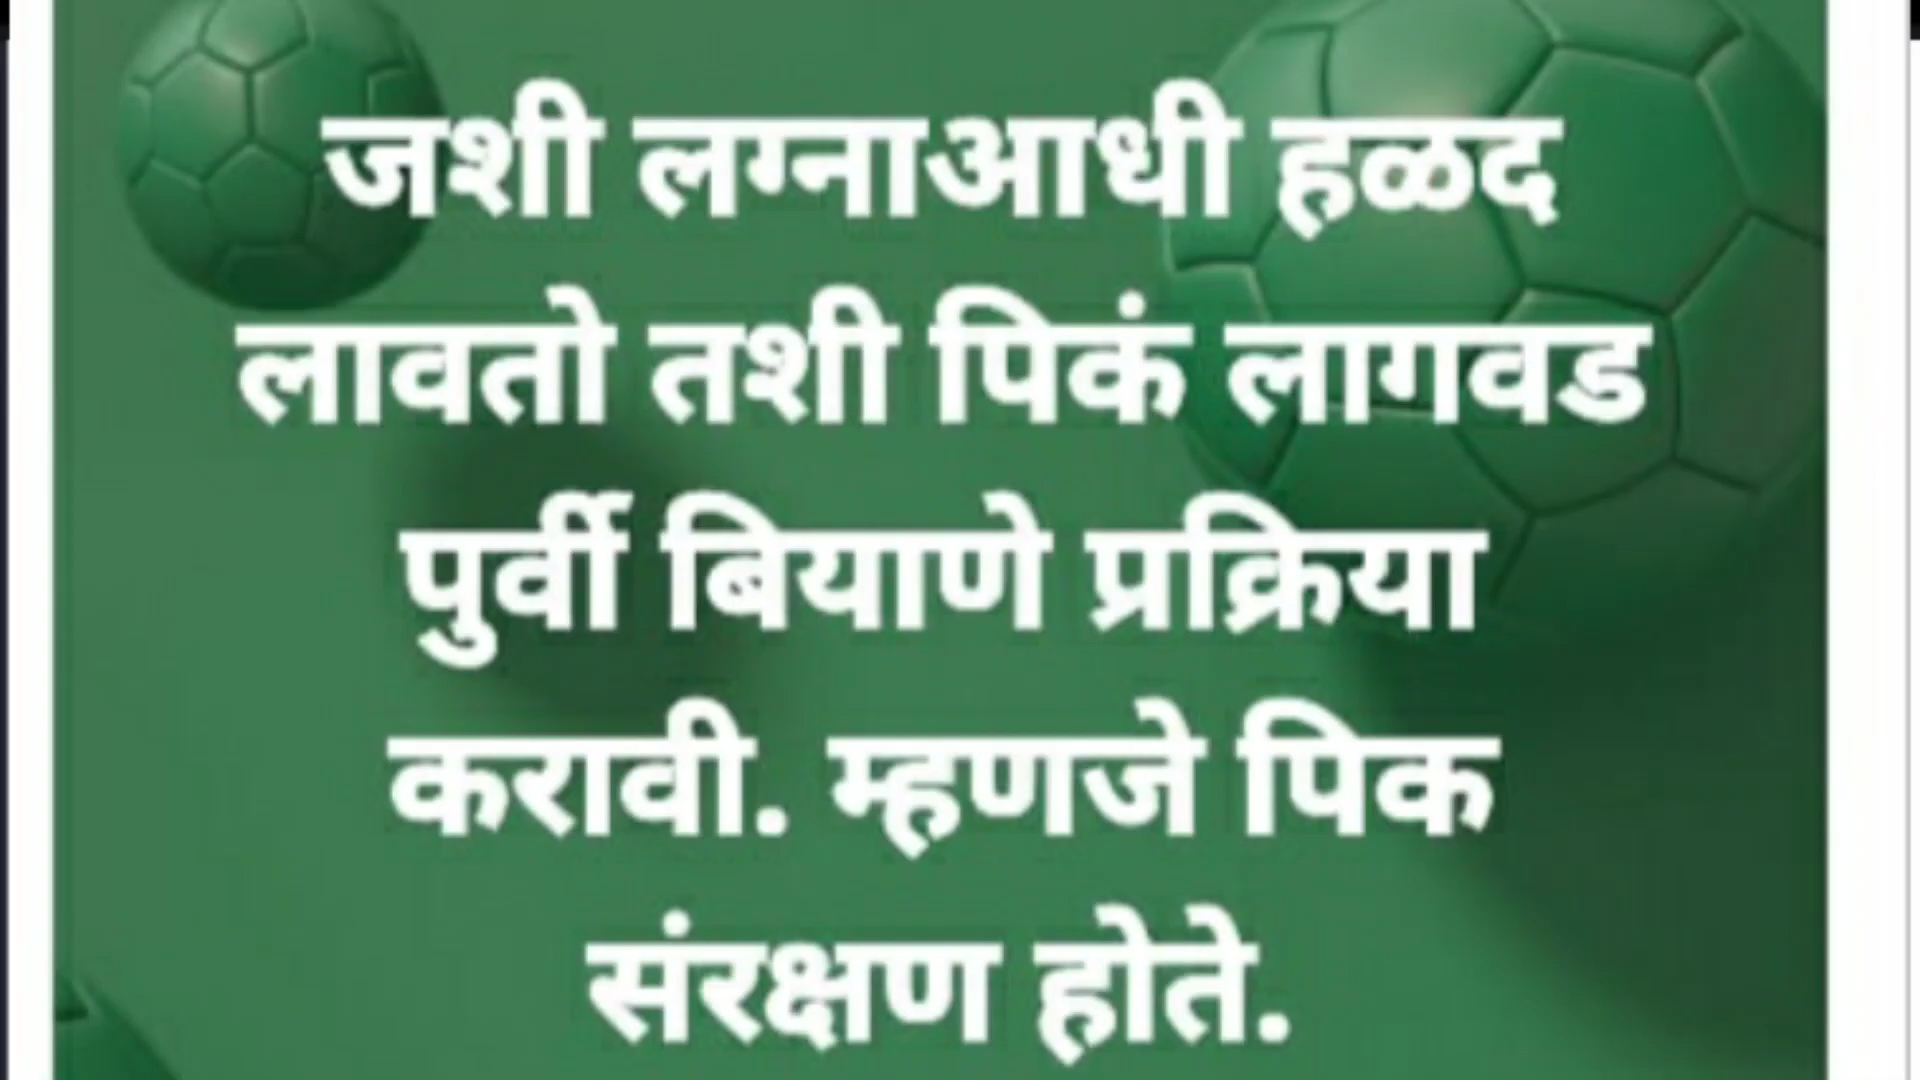 जशी लग्नाआधी हळद
लावतो तशी पिकं लागवड
पुर्वी बियाणे प्रक्रिया
करावी. म्हणजे पिक
संरक्षण होते.